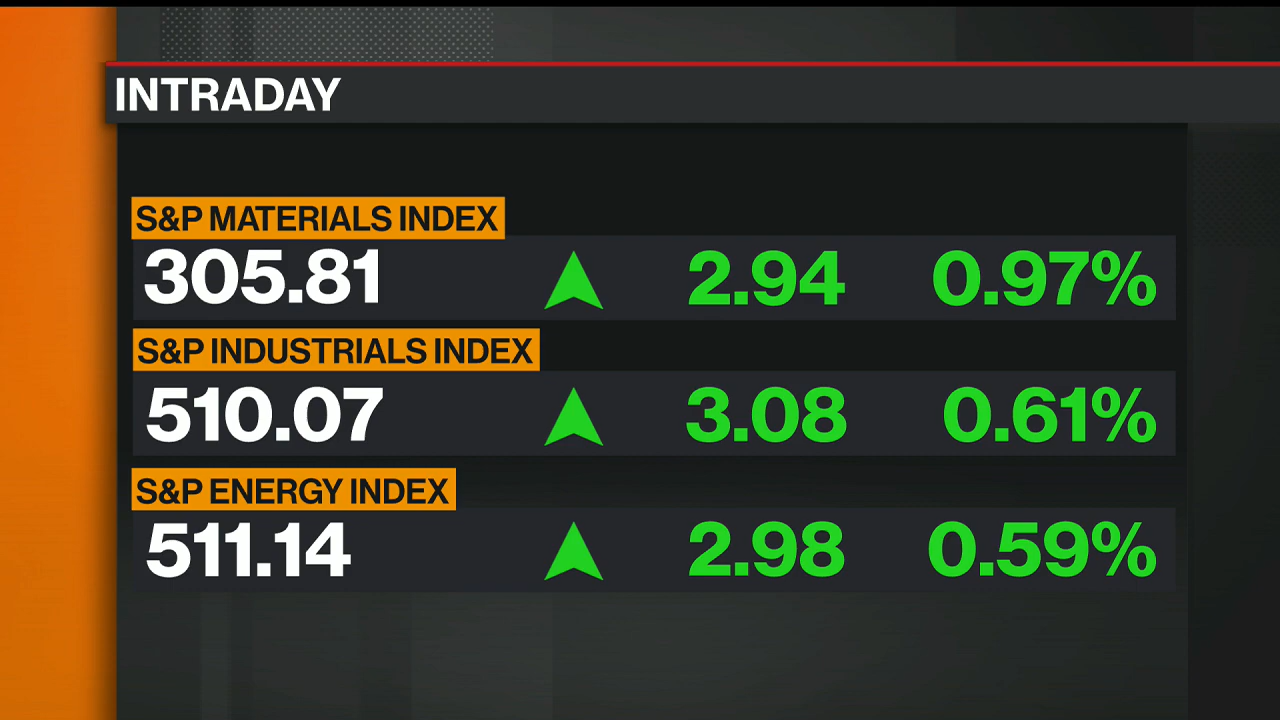 INTRADAY
S&P MATERIALS INDEX
305.81 ▲ 2.94 0.97%
S&P INDUSTRIALS INDEX
510.07 ▲ 3.08 0.61%
S&P ENERGY INDEX
511.14 ▲ 2.98 0.59%